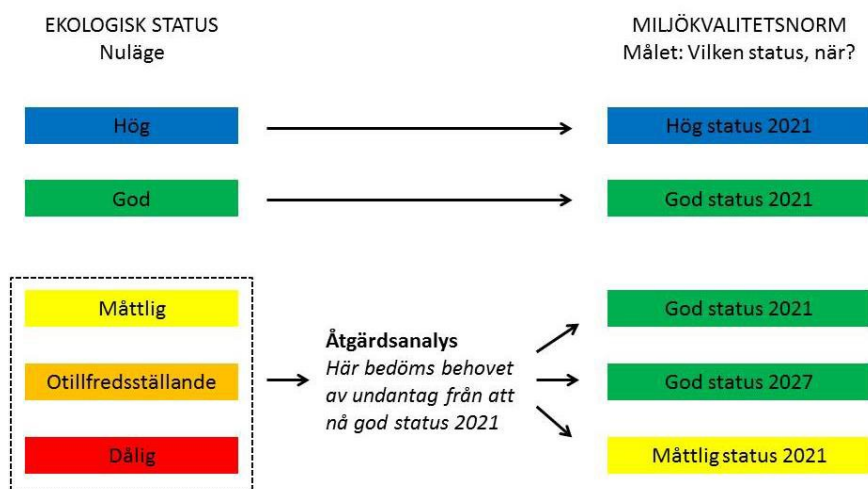 EKOLOGISK STATUS
Nuläge
MILJÖKVALITETSNORM
Målet: Vilken status, när?
Hög
Hög status 2021
God
God status 2021
Måttlig
Otillfredsställande
Dålig
Åtgärdsanalys
Här bedöms behovet
av undantag från att
nå god status 2021
God status 2021
God status 2027
Måttlig status 2021